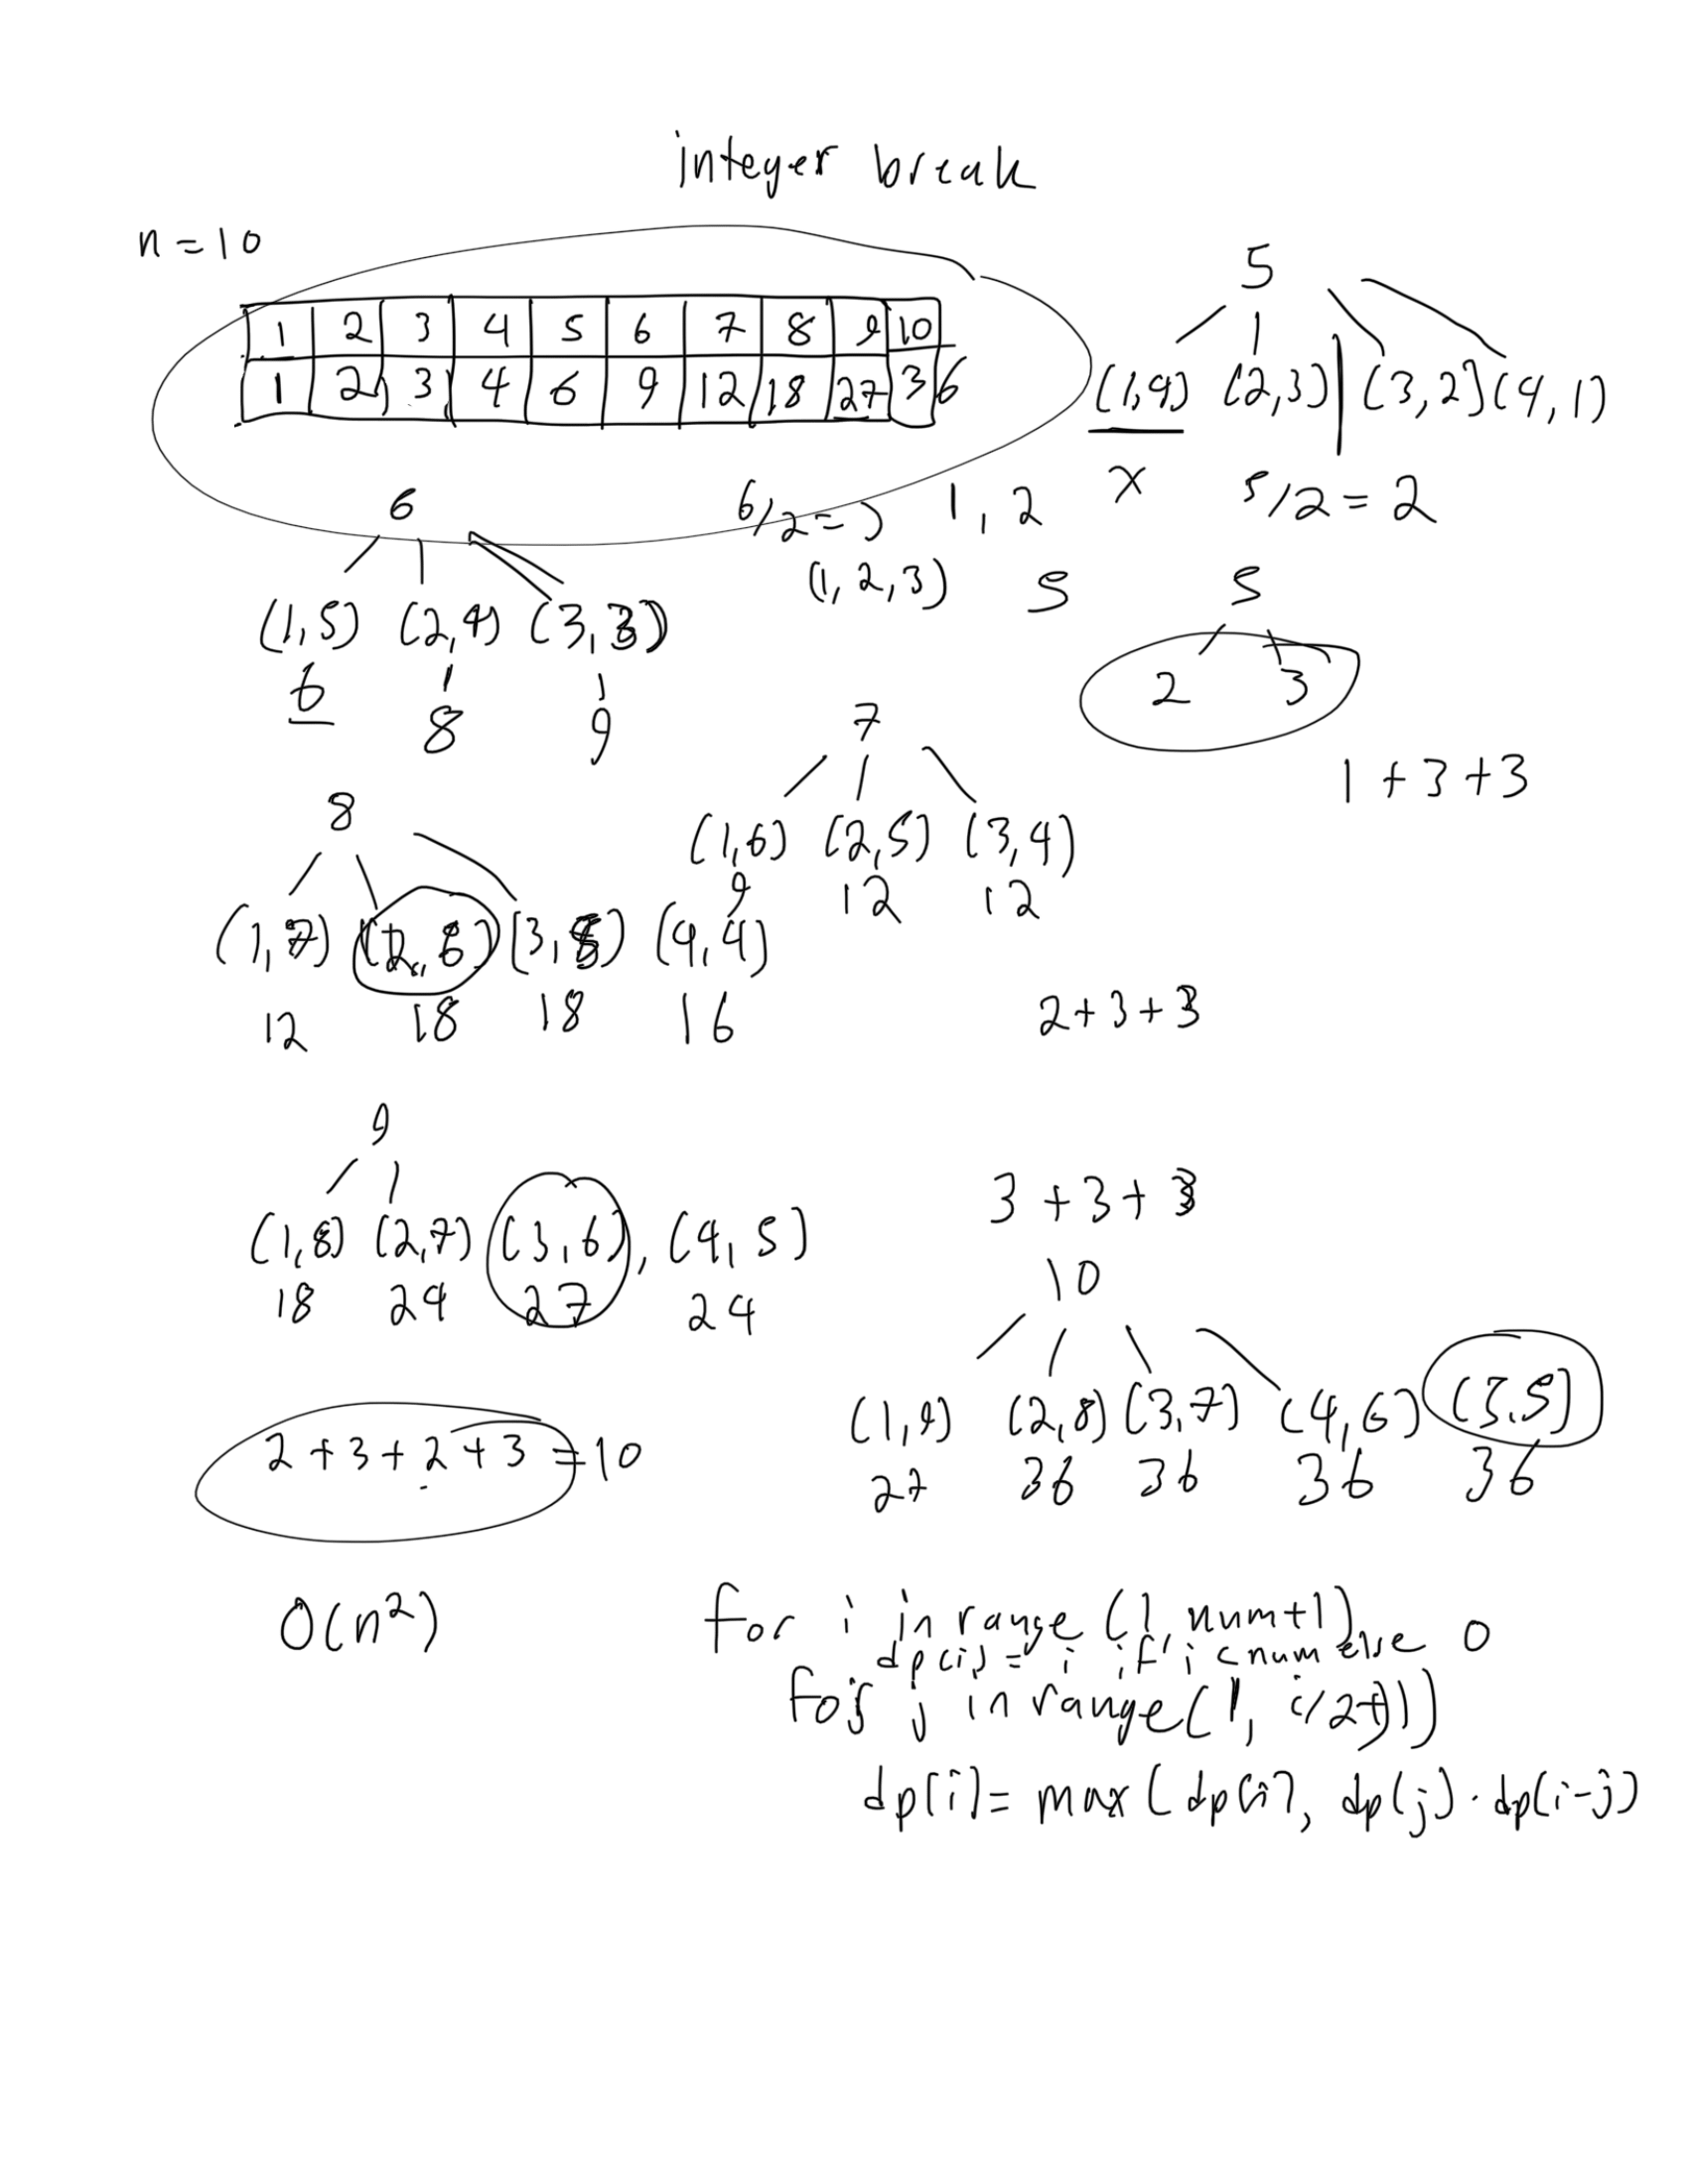 integer break
n = 10
1 2 3 4 5 6 7 8 9 10
1 2 3 4 6 9 12 18 27 36
5
(1,4) (2,3) | (3,2) (4,1)
x 5/2 = 2
1, 2
6
6/2 =
(1,2,3)
(1,5) (2,4) (3,3)
6 8 9
5
5
2 3
7
(1,6) (2,5) (3,4)
9 12 12
1 + 3 + 3
8
(1,7) (2,6) (3,5) (4,4)
12 18 18 16
2 + 3 + 3
9
(1,8) (2,7) (3,6), (4,5)
18 24 27 24
3 + 3 + 3
10
(1,9) (2,8) (3,7) (4,6) (5,5)
27 36 36 36 36
2 + 3 + 2 + 3 = 10
O(n²)
for i in range (1, num+1)
dp[i] = i if i < num else 0
for j in range(1, i/2+1))
dp[i] = max(dp[i], dp(j) · dp(i-j)